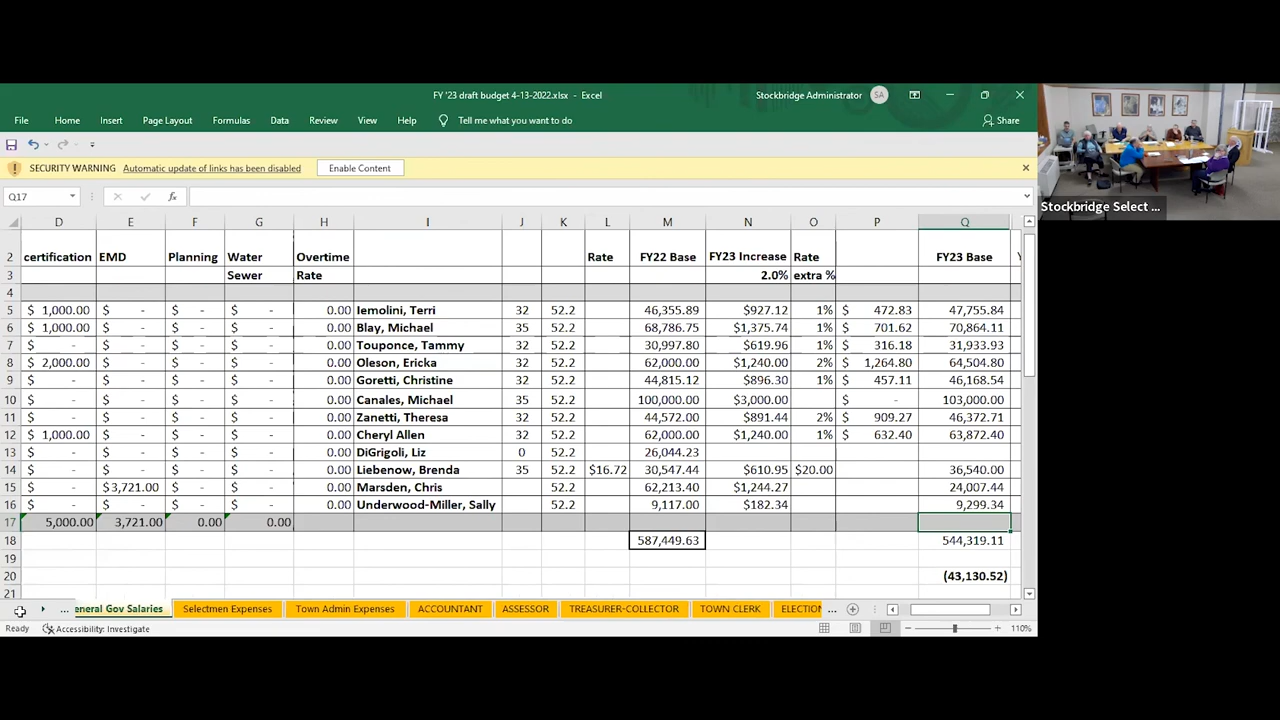 FY '23 draft budget 4-13-2022.xlsx - Excel
Stockbridge Administrator SA
File Home Insert Page Layout Formulas Data Review View Help Tell me what you want to do Share
SECURITY WARNING Automatic update of links has been disabled Enable Content
Stockbridge Select ...
Q17 fx
D E F G H I J K L M N O P Q
2 certification EMD Planning Water Overtime Rate FY22 Base FY23 Increase Rate FY23 Base
3 Sewer Rate 2.0% extra %
4
5 $ 1,000.00 $ - $ - $ - 0.00 Iemolini, Terri 32 52.2 46,355.89 $927.12 1% $ 472.83 47,755.84
6 $ 1,000.00 $ - $ - $ - 0.00 Blay, Michael 35 52.2 68,786.75 $1,375.74 1% $ 701.62 70,864.11
7 $ - $ - $ - $ - 0.00 Touponce, Tammy 32 52.2 30,997.80 $619.96 1% $ 316.18 31,933.93
8 $ 2,000.00 $ - $ - $ - 0.00 Oleson, Ericka 32 52.2 62,000.00 $1,240.00 2% $ 1,264.80 64,504.80
9 $ - $ - $ - $ - 0.00 Goretti, Christine 32 52.2 44,815.12 $896.30 1% $ 457.11 46,168.54
10 $ - $ - $ - $ - 0.00 Canales, Michael 35 52.2 100,000.00 $3,000.00 $ - 103,000.00
11 $ - $ - $ - $ - 0.00 Zanetti, Theresa 32 52.2 44,572.00 $891.44 2% $ 909.27 46,372.71
12 $ 1,000.00 $ - $ - $ - 0.00 Cheryl Allen 32 52.2 62,000.00 $1,240.00 1% $ 632.40 63,872.40
13 $ - $ - $ - $ - 0.00 DiGrigoli, Liz 0 52.2 26,044.23
14 $ - $ - $ - $ - 0.00 Liebenow, Brenda 35 52.2 $16.72 30,547.44 $610.95 $20.00 36,540.00
15 $ - $ 3,721.00 $ - $ - 0.00 Marsden, Chris 52.2 62,213.40 $1,244.27 24,007.44
16 $ - $ - $ - $ - 0.00 Underwood-Miller, Sally 52.2 9,117.00 $182.34 9,299.34
17 5,000.00 3,721.00 0.00 0.00
18 587,449.63 544,319.11
19
20 (43,130.52)
21
... eneral Gov Salaries Selectmen Expenses Town Admin Expenses ACCOUNTANT ASSESSOR TREASURER-COLLECTOR TOWN CLERK ELECTION ...
Ready Accessibility: Investigate 110%